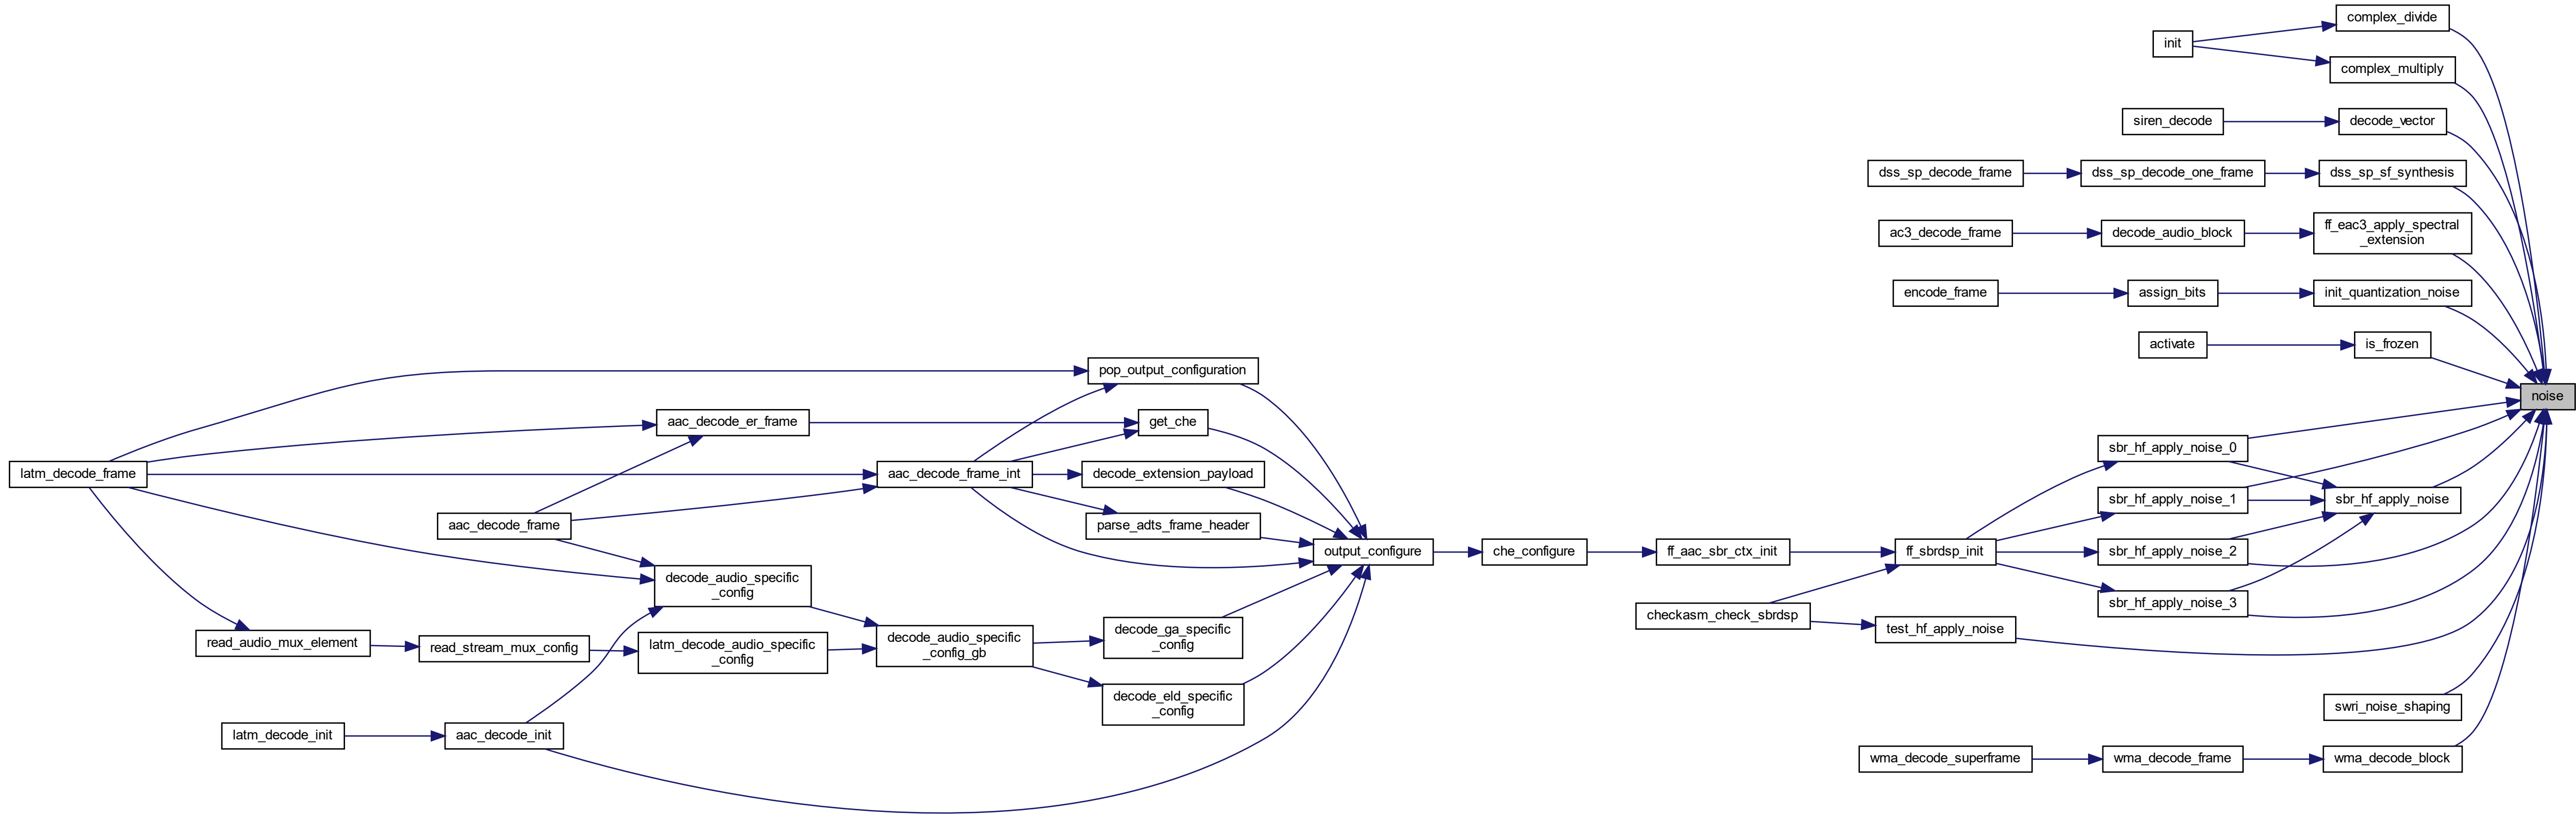 complex_divide
init
complex_multiply
siren_decode
decode_vector
dss_sp_decode_frame
dss_sp_decode_one_frame
dss_sp_sf_synthesis
ac3_decode_frame
decode_audio_block
ff_eac3_apply_spectral
_extension
encode_frame
assign_bits
init_quantization_noise
activate
is_frozen
pop_output_configuration
noise
aac_decode_er_frame
get_che
sbr_hf_apply_noise_0
latm_decode_frame
aac_decode_frame_int
decode_extension_payload
sbr_hf_apply_noise_1
sbr_hf_apply_noise
aac_decode_frame
parse_adts_frame_header
output_configure
che_configure
ff_aac_sbr_ctx_init
ff_sbrdsp_init
sbr_hf_apply_noise_2
decode_audio_specific
_config
sbr_hf_apply_noise_3
checkasm_check_sbrdsp
test_hf_apply_noise
read_audio_mux_element
read_stream_mux_config
latm_decode_audio_specific
_config
decode_audio_specific
_config_gb
decode_ga_specific
_config
decode_eld_specific
_config
swri_noise_shaping
latm_decode_init
aac_decode_init
wma_decode_superframe
wma_decode_frame
wma_decode_block